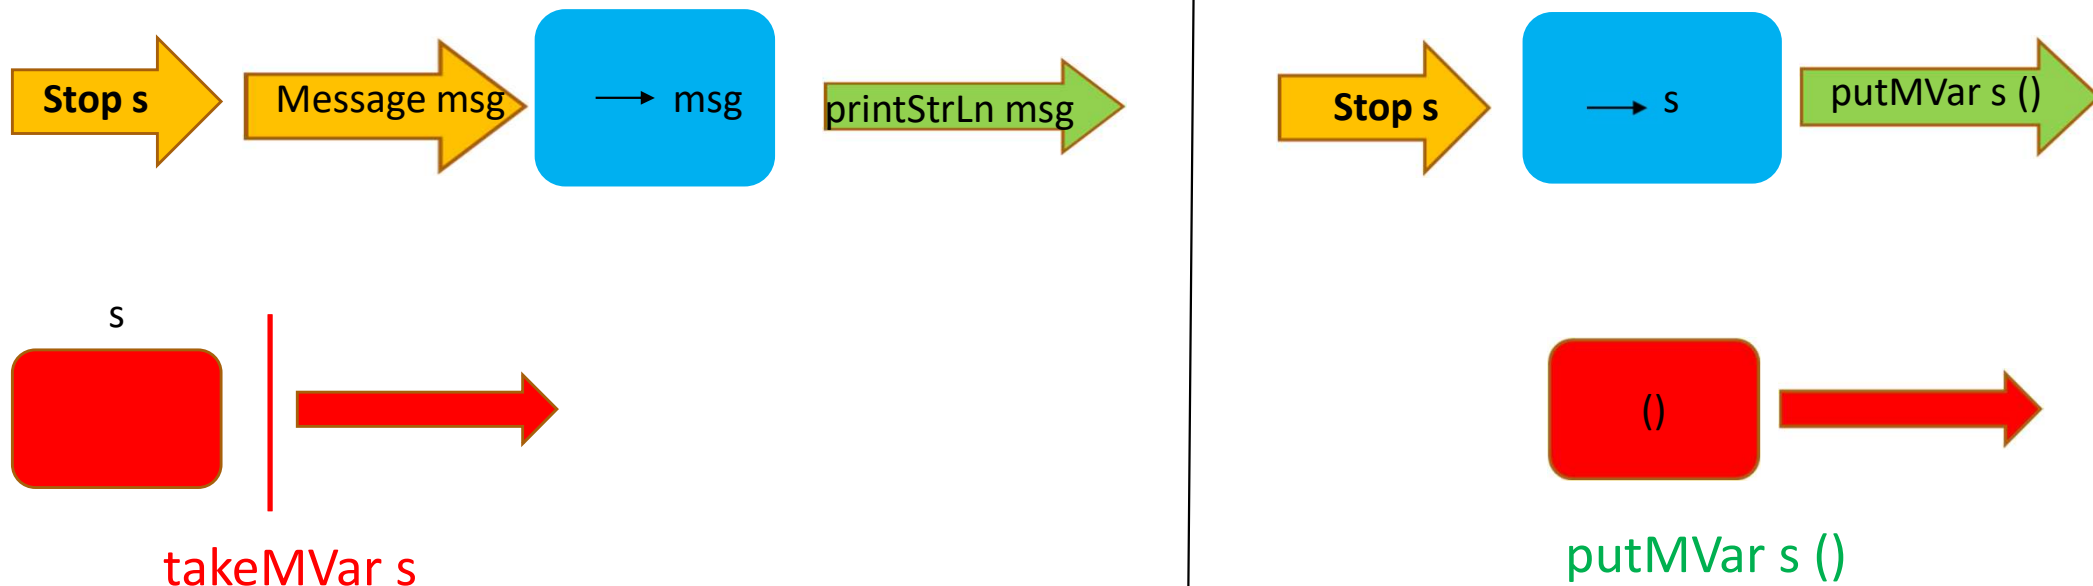 Stop s
Message msg
msg
printStrLn msg
s
takeMVar s
Stop s
s
putMVar s ()
()
putMVar s ()